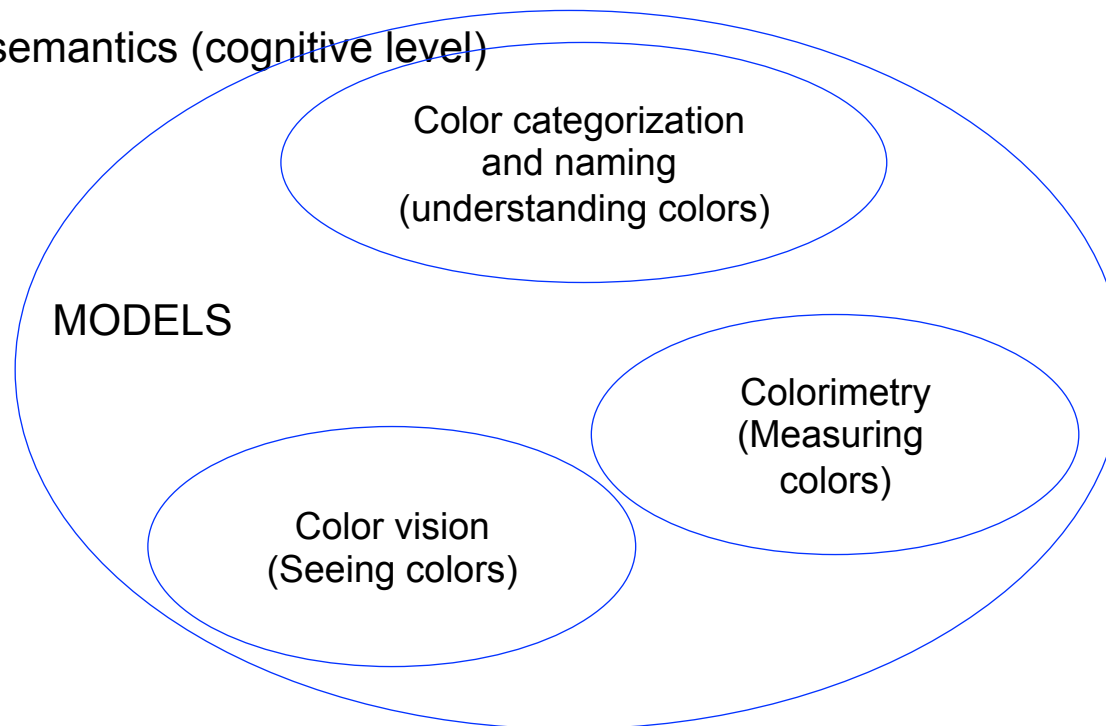 semantics (cognitive level)
Color categorization
and naming
(understanding colors)
MODELS
Colorimetry
(Measuring
colors)
Color vision
(Seeing colors)